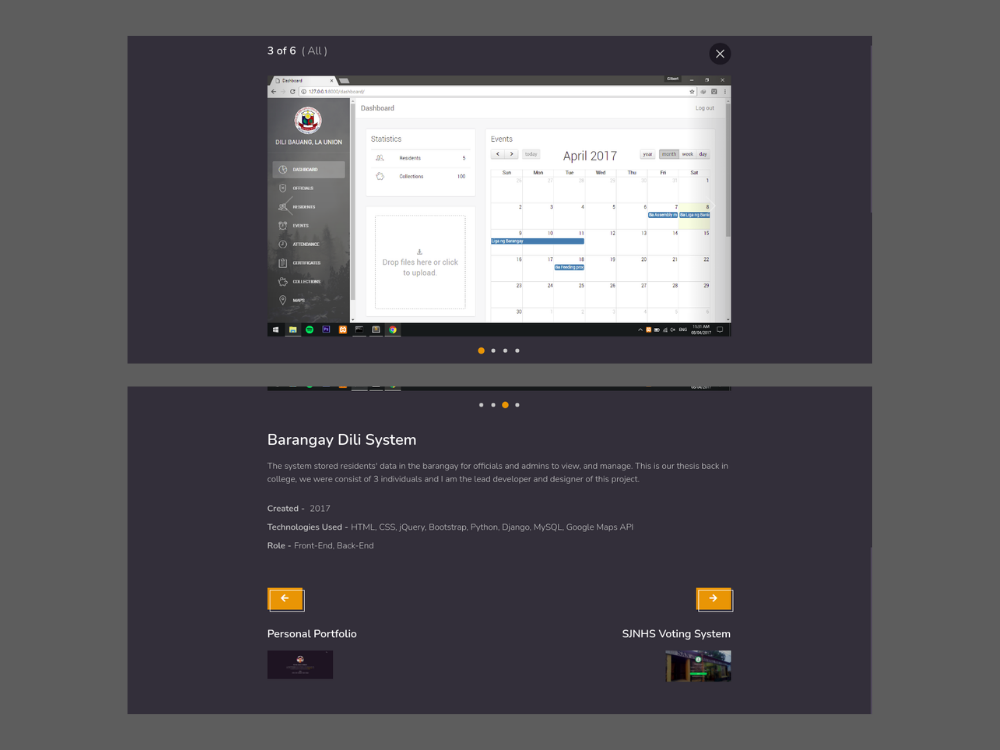 3 of 6 ( All )
Dashboard
127.0.0.1:8000/dashboard/
DILI BAUANG, LA UNION
DASHBOARD
OFFICIALS
RESIDENTS
EVENTS
ATTENDANCE
CERTIFICATES
COLLECTIONS
MAPS
Dashboard
Log out
Statistics
Residents 5
Collections 100
Drop files here or click
to upload.
Events
today
April 2017
year month week day
Sun Mon Tue Wed Thu Fri Sat
1
2 3 4 5 6 7 8
9 10 11 12 13 14 15
Liga ng Barangay
16 17 18 19 20 21 22
23 24 25 26 27 28 29
30 1 2 3 4 5 6
ENG
Barangay Dili System
The system stored residents' data in the barangay for officials and admins to view, and manage. This is our thesis back in
college, we were consist of 3 individuals and I am the lead developer and designer of this project.
Created - 2017
Technologies Used - HTML, CSS, jQuery, Bootstrap, Python, Django, MySQL, Google Maps API
Role - Front-End, Back-End
Personal Portfolio
SJNHS Voting System